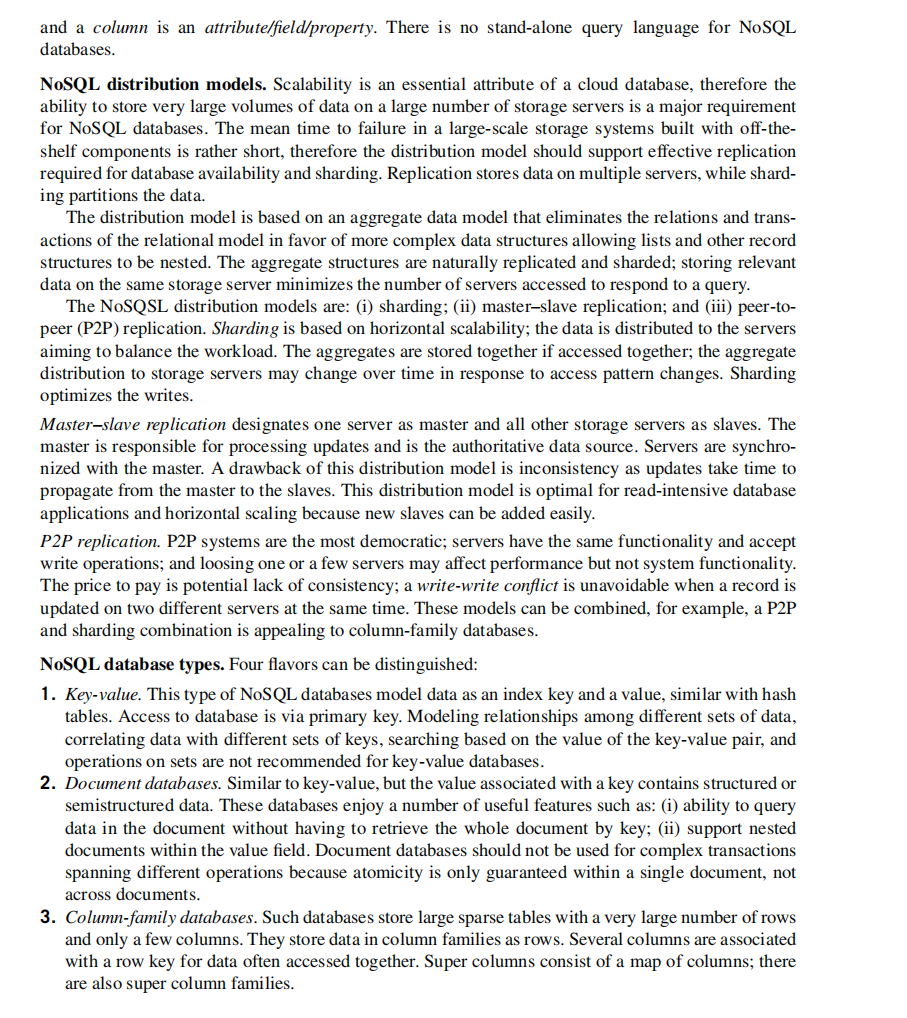 and a column is an attribute/field/property. There is no stand-alone query language for NoSQL
databases.
NoSQL distribution models. Scalability is an essential attribute of a cloud database, therefore the
ability to store very large volumes of data on a large number of storage servers is a major requirement
for NoSQL databases. The mean time to failure in a large-scale storage systems built with off-the-
shelf components is rather short, therefore the distribution model should support effective replication
required for database availability and sharding. Replication stores data on multiple servers, while shard-
ing partitions the data.
The distribution model is based on an aggregate data model that eliminates the relations and trans-
actions of the relational model in favor of more complex data structures allowing lists and other record
structures to be nested. The aggregate structures are naturally replicated and sharded; storing relevant
data on the same storage server minimizes the number of servers accessed to respond to a query.
The NoSQSL distribution models are: (i) sharding; (ii) master–slave replication; and (iii) peer-to-
peer (P2P) replication. Sharding is based on horizontal scalability; the data is distributed to the servers
aiming to balance the workload. The aggregates are stored together if accessed together; the aggregate
distribution to storage servers may change over time in response to access pattern changes. Sharding
optimizes the writes.
Master–slave replication designates one server as master and all other storage servers as slaves. The
master is responsible for processing updates and is the authoritative data source. Servers are synchro-
nized with the master. A drawback of this distribution model is inconsistency as updates take time to
propagate from the master to the slaves. This distribution model is optimal for read-intensive database
applications and horizontal scaling because new slaves can be added easily.
P2P replication. P2P systems are the most democratic; servers have the same functionality and accept
write operations; and loosing one or a few servers may affect performance but not system functionality.
The price to pay is potential lack of consistency; a write-write conflict is unavoidable when a record is
updated on two different servers at the same time. These models can be combined, for example, a P2P
and sharding combination is appealing to column-family databases.
NoSQL database types. Four flavors can be distinguished:
1. Key-value. This type of NoSQL databases model data as an index key and a value, similar with hash
tables. Access to database is via primary key. Modeling relationships among different sets of data,
correlating data with different sets of keys, searching based on the value of the key-value pair, and
operations on sets are not recommended for key-value databases.
2. Document databases. Similar to key-value, but the value associated with a key contains structured or
semistructured data. These databases enjoy a number of useful features such as: (i) ability to query
data in the document without having to retrieve the whole document by key; (ii) support nested
documents within the value field. Document databases should not be used for complex transactions
spanning different operations because atomicity is only guaranteed within a single document, not
across documents.
3. Column-family databases. Such databases store large sparse tables with a very large number of rows
and only a few columns. They store data in column families as rows. Several columns are associated
with a row key for data often accessed together. Super columns consist of a map of columns; there
are also super column families.